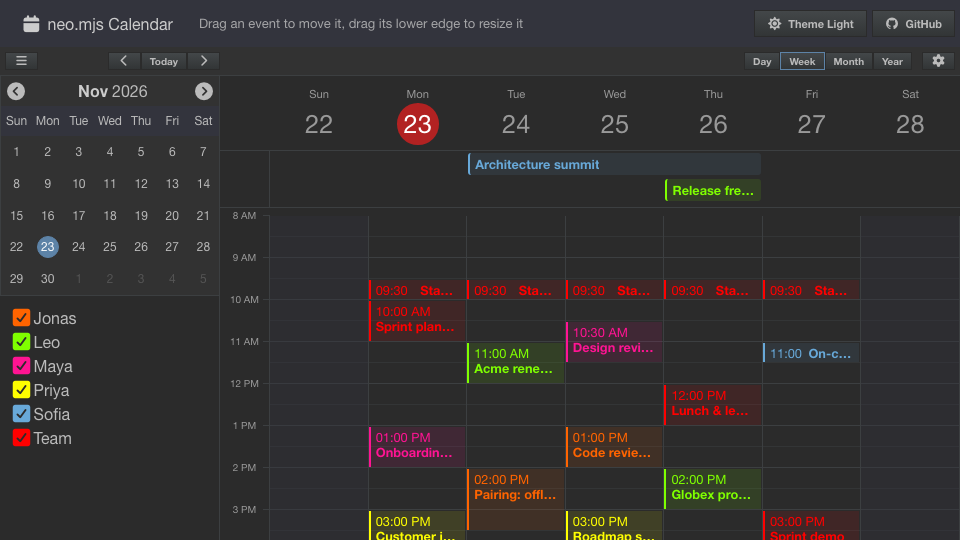 neo.mjs Calendar
Drag an event to move it, drag its lower edge to resize it
Theme Light
GitHub
Today
Day
Week
Month
Year
Nov 2026
Sun Mon Tue Wed Thu Fri Sat
1 2 3 4 5 6 7
8 9 10 11 12 13 14
15 16 17 18 19 20 21
22 23 24 25 26 27 28
29 30 1 2 3 4 5
Jonas
Leo
Maya
Priya
Sofia
Team
Sun Mon Tue Wed Thu Fri Sat
22 23 24 25 26 27 28
Architecture summit
Release fre...
8 AM
9 AM
09:30 Sta... 09:30 Sta... 09:30 Sta... 09:30 Sta... 09:30 Sta...
10 AM
10:00 AM
Sprint plan...
10:30 AM
Design revi...
11 AM
11:00 AM
Acme rene...
11:00 On-c...
12 PM
12:00 PM
Lunch & le...
1 PM
01:00 PM
Onboardin...
01:00 PM
Code revie...
2 PM
02:00 PM
Pairing: offl...
02:00 PM
Globex pro...
3 PM
03:00 PM
Customer i...
03:00 PM
Roadmap s...
03:00 PM
Sprint demo